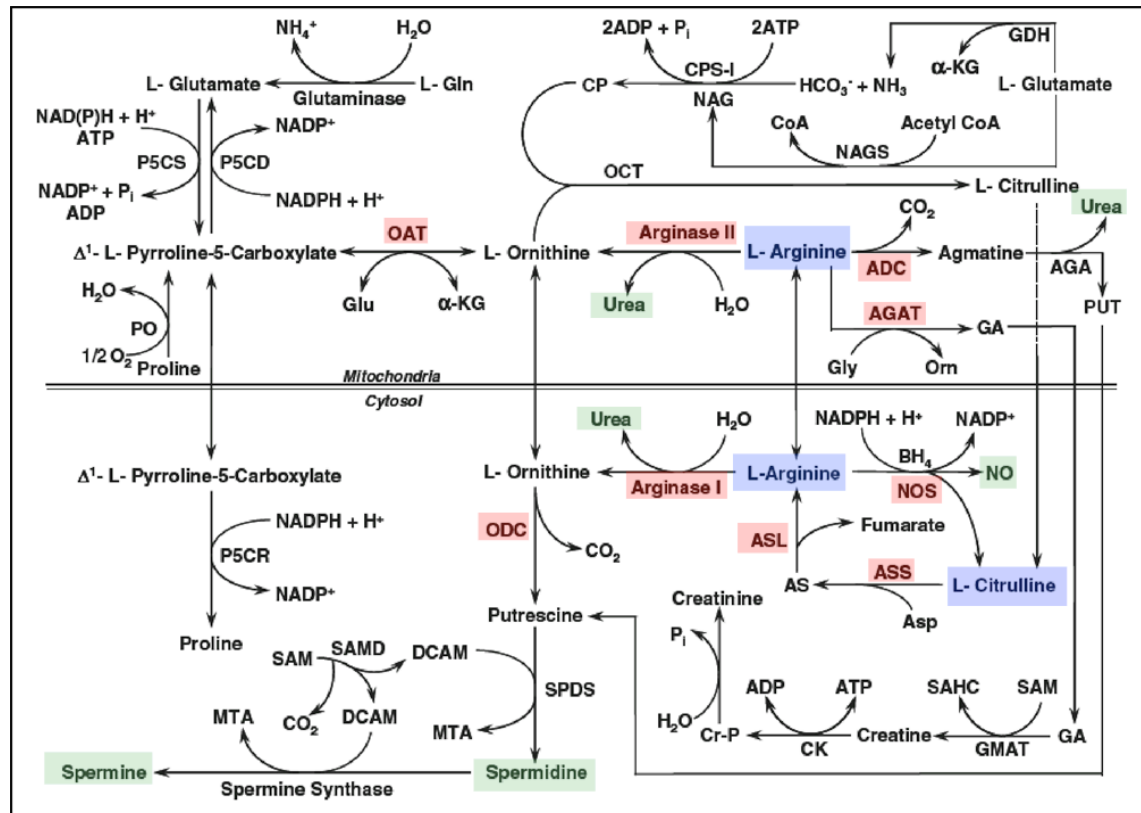 NH₄⁺ H₂O
L- Glutamate L- Gln
Glutaminase
NAD(P)H + H⁺
ATP
P5CS
P5CD
NADP⁺
NADP⁺ + Pᵢ
ADP
NADPH + H⁺
2ADP + Pᵢ 2ATP
CPS-I
CP
NAG
HCO₃⁻ + NH₃
GDH
α-KG
L- Glutamate
CoA Acetyl CoA
NAGS
OCT
L- Citrulline
Δ¹- L- Pyrroline-5-Carboxylate
OAT
Glu α-KG
L- Ornithine
Arginase II
Urea H₂O
L- Arginine
CO₂
ADC
Agmatine
Urea
AGA
PUT
AGAT
GA
Gly Orn
H₂O
PO
1/2 O₂
Proline
Mitochondria
Cytosol
Δ¹- L- Pyrroline-5-Carboxylate
NADPH + H⁺
P5CR
NADP⁺
Proline
L- Ornithine
Urea H₂O
Arginase I
L-Arginine
NADPH + H⁺ NADP⁺
BH₄
NO
NOS
ODC
CO₂
ASL
Fumarate
AS
ASS
Asp
L- Citrulline
Putrescine
Creatinine
Pᵢ
H₂O
Cr-P
ADP ATP
CK
Creatine
SAHC SAM
GMAT
GA
SAM
SAMD
DCAM
CO₂
DCAM
SPDS
MTA
MTA
Spermine
Spermine Synthase
Spermidine